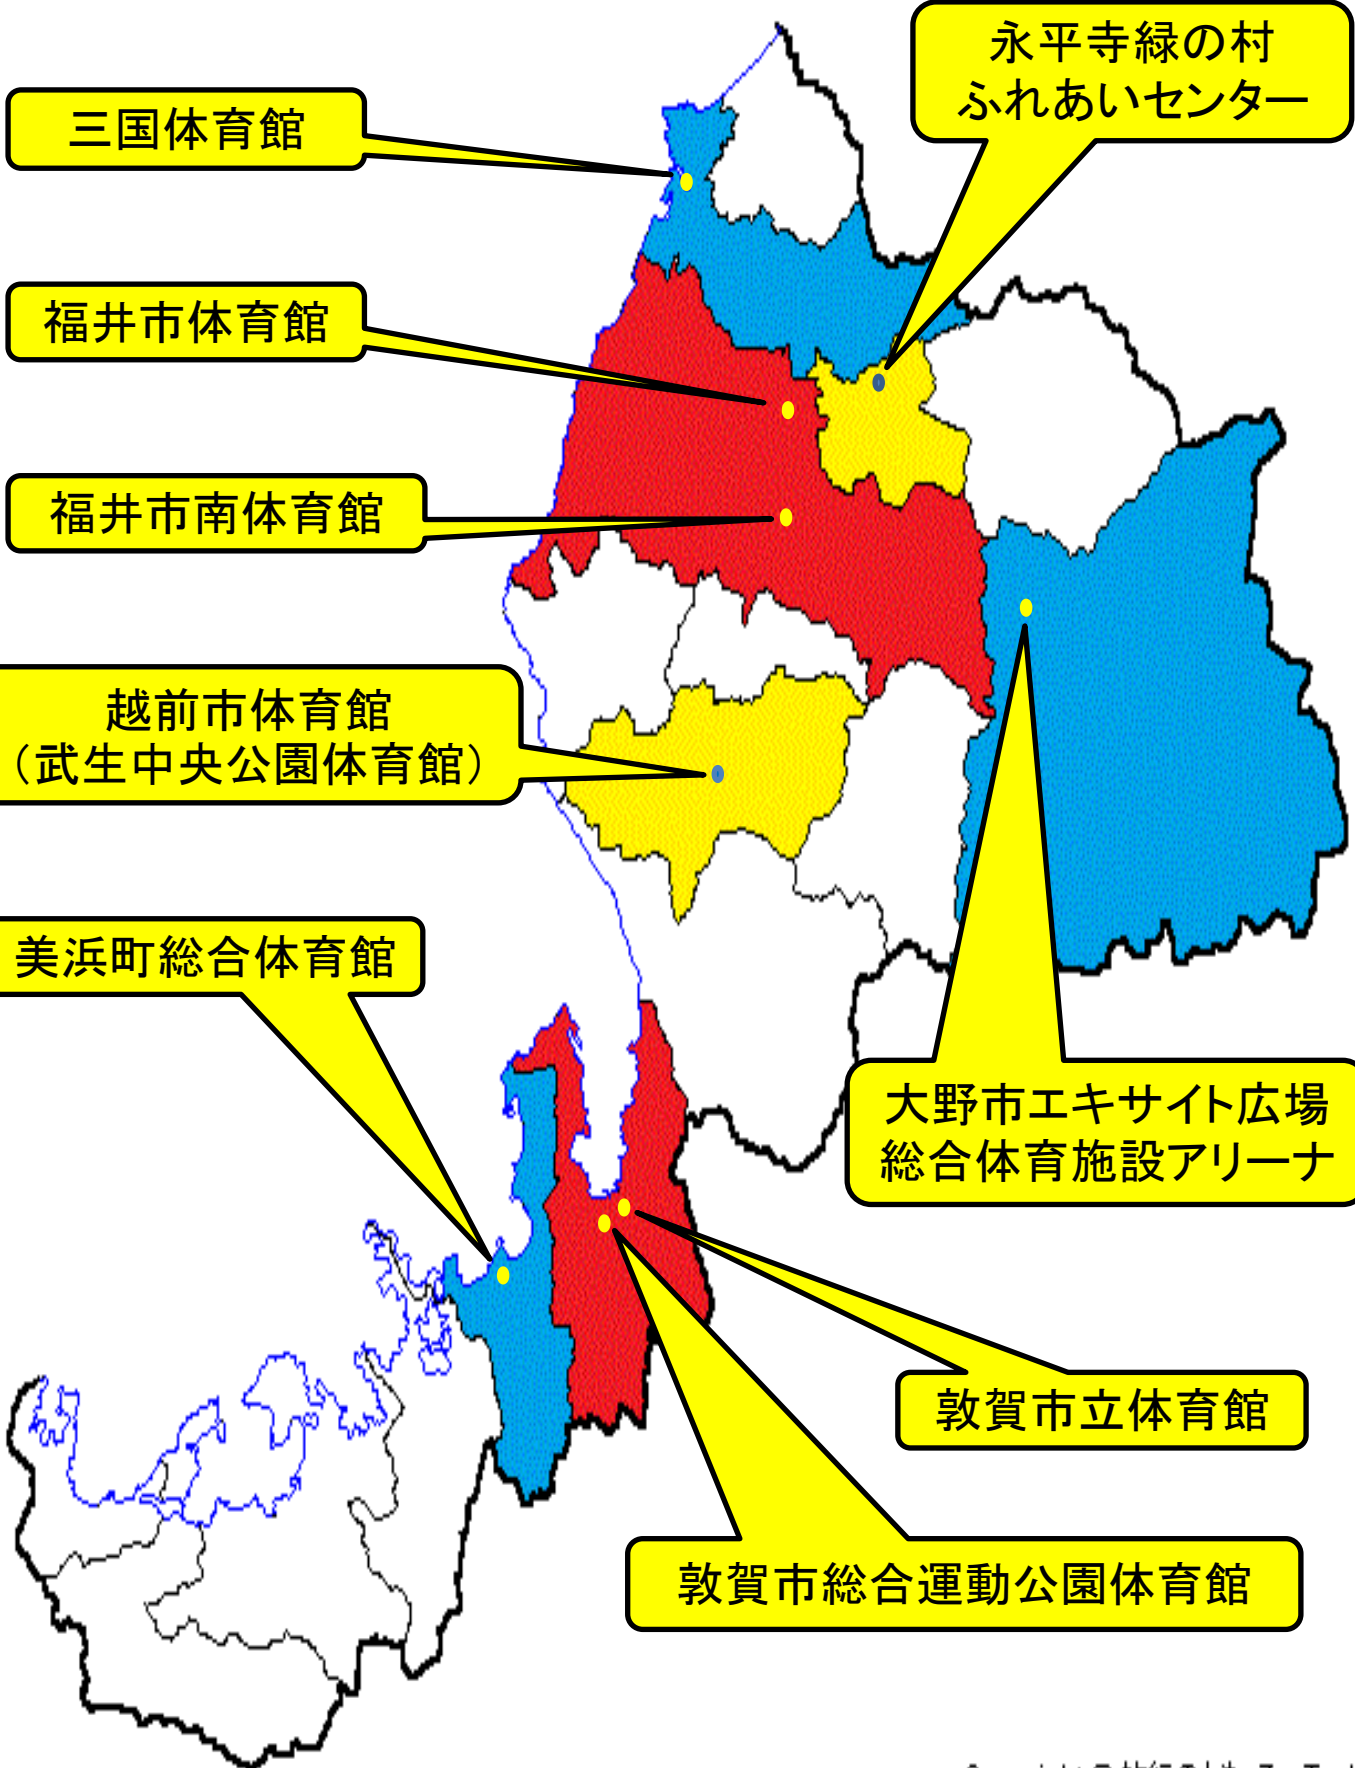 永平寺緑の村
ふれあいセンター
三国体育館
福井市体育館
福井市南体育館
越前市体育館
（武生中央公園体育館）
美浜町総合体育館
大野市エキサイト広場
総合体育施設アリーナ
敦賀市立体育館
敦賀市総合運動公園体育館